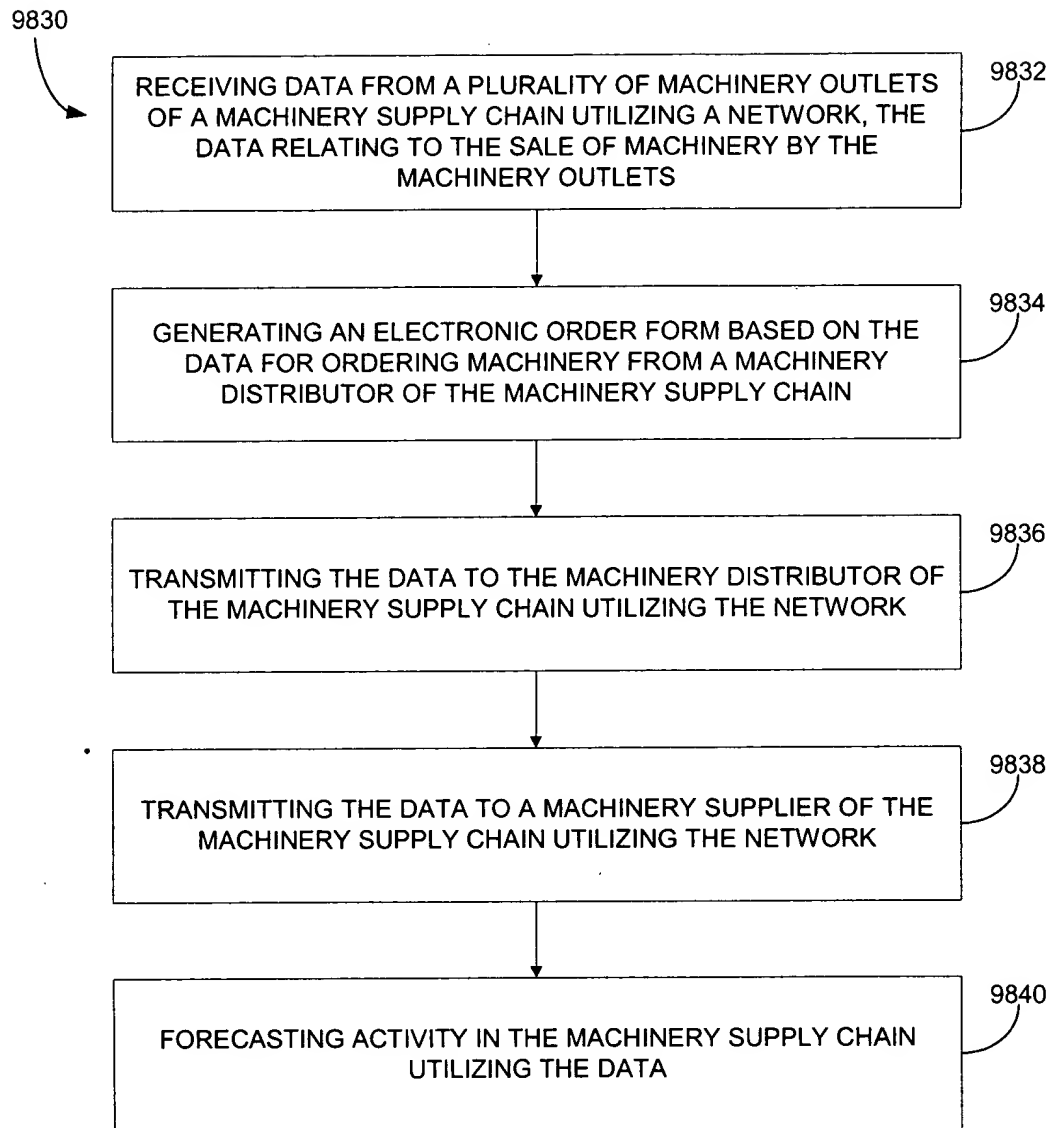 9830
RECEIVING DATA FROM A PLURALITY OF MACHINERY OUTLETS
OF A MACHINERY SUPPLY CHAIN UTILIZING A NETWORK, THE
DATA RELATING TO THE SALE OF MACHINERY BY THE
MACHINERY OUTLETS
9832
GENERATING AN ELECTRONIC ORDER FORM BASED ON THE
DATA FOR ORDERING MACHINERY FROM A MACHINERY
DISTRIBUTOR OF THE MACHINERY SUPPLY CHAIN
9834
TRANSMITTING THE DATA TO THE MACHINERY DISTRIBUTOR OF
THE MACHINERY SUPPLY CHAIN UTILIZING THE NETWORK
9836
TRANSMITTING THE DATA TO A MACHINERY SUPPLIER OF THE
MACHINERY SUPPLY CHAIN UTILIZING THE NETWORK
9838
FORECASTING ACTIVITY IN THE MACHINERY SUPPLY CHAIN
UTILIZING THE DATA
9840